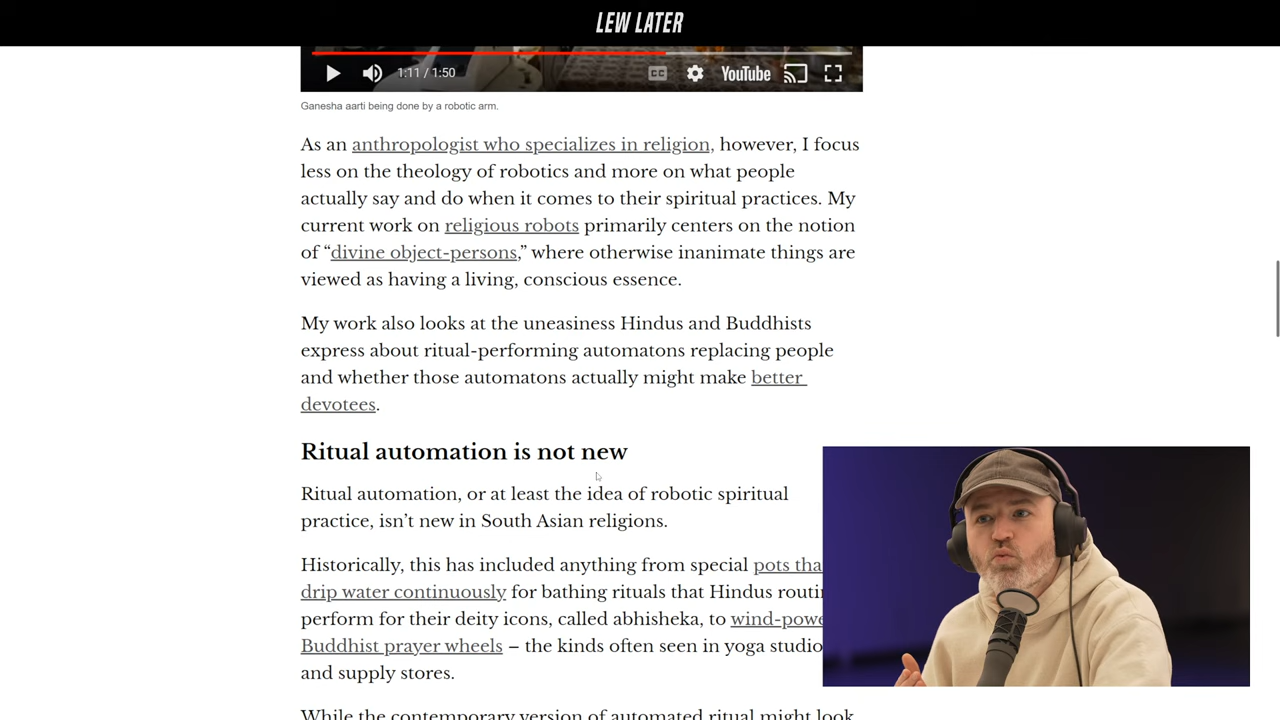 LEW LATER
1:11 / 1:50
CC
YouTube
Ganesha aarti being done by a robotic arm.
As an anthropologist who specializes in religion, however, I focus
less on the theology of robotics and more on what people
actually say and do when it comes to their spiritual practices. My
current work on religious robots primarily centers on the notion
of “divine object-persons,” where otherwise inanimate things are
viewed as having a living, conscious essence.
My work also looks at the uneasiness Hindus and Buddhists
express about ritual-performing automatons replacing people
and whether those automatons actually might make better
devotees.
Ritual automation is not new
Ritual automation, or at least the idea of robotic spiritual
practice, isn’t new in South Asian religions.
Historically, this has included anything from special pots tha
drip water continuously for bathing rituals that Hindus routin
perform for their deity icons, called abhisheka, to wind-powe
Buddhist prayer wheels – the kinds often seen in yoga studio
and supply stores.
While the contemporary version of automated ritual might look